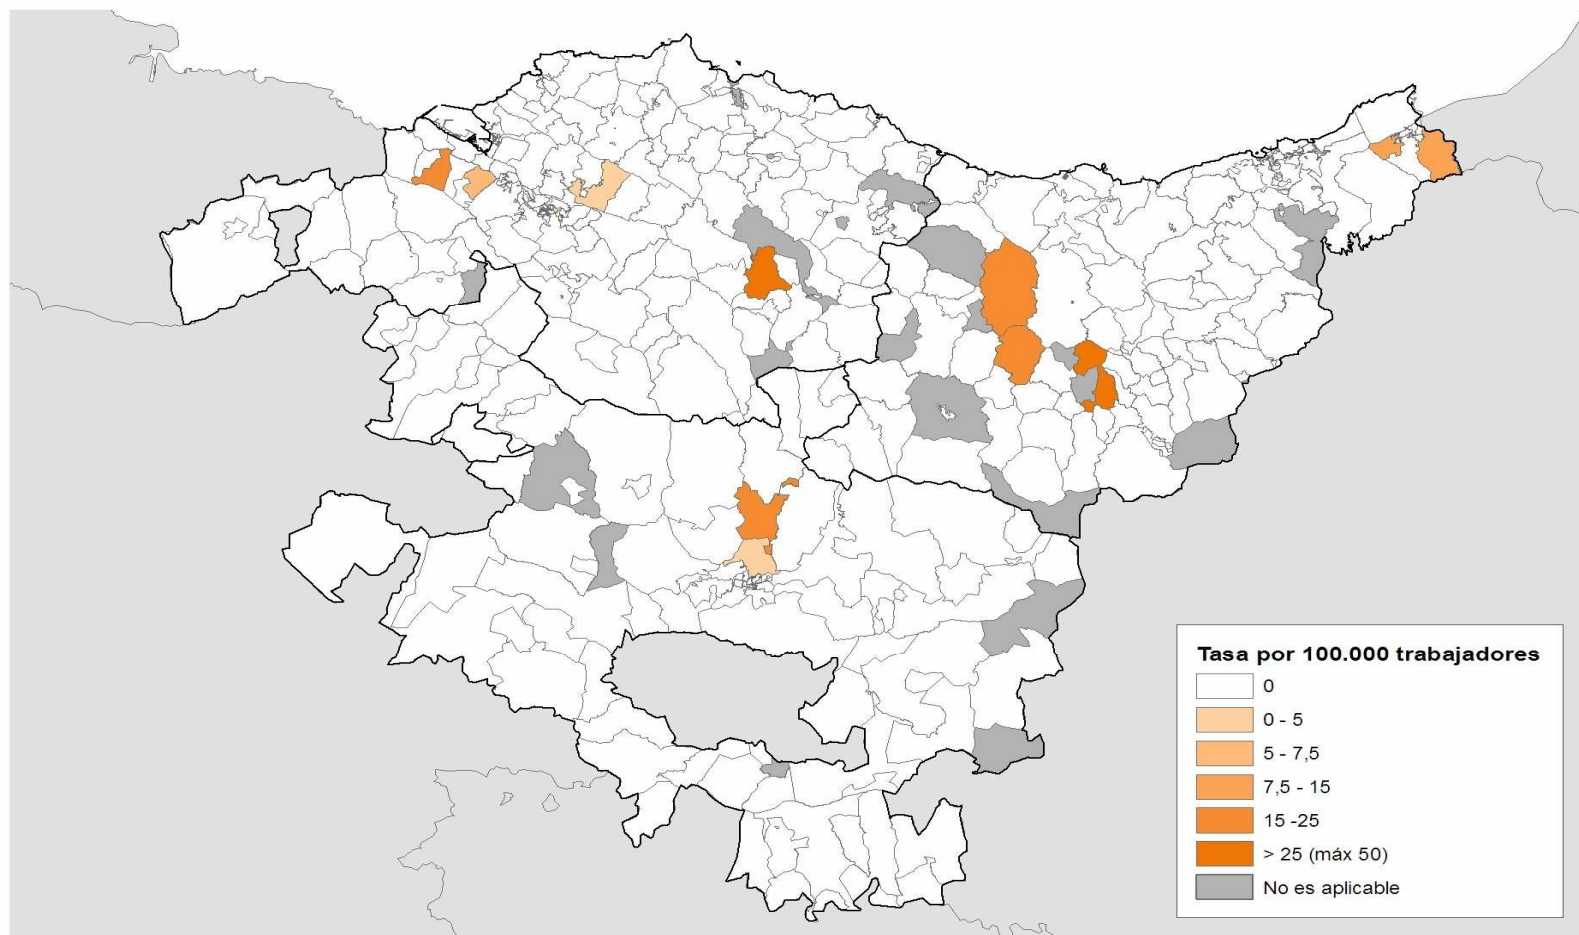 Tasa por 100.000 trabajadores
0
0 - 5
5 - 7,5
7,5 - 15
15 -25
> 25 (máx 50)
No es aplicable